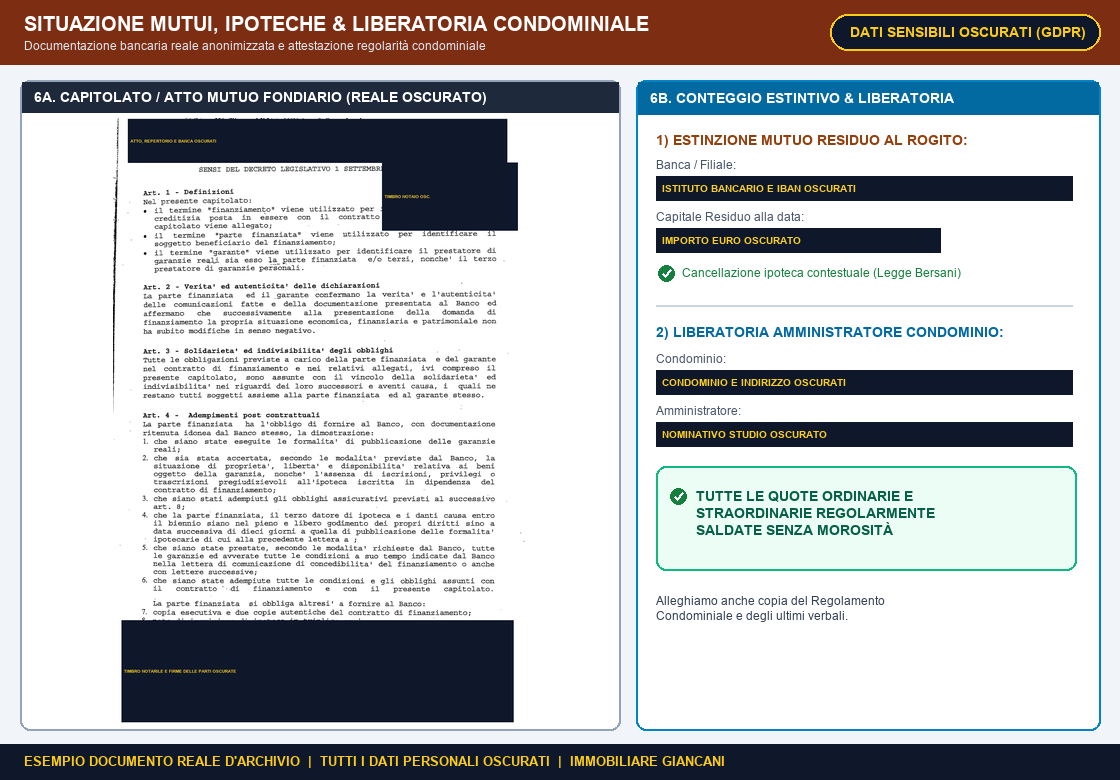 SITUAZIONE MUTUI, IPOTECHE & LIBERATORIA CONDOMINIALE
Documentazione bancaria reale anonimizzata e attestazione regolarità condominiale
DATI SENSIBILI OSCURATI (GDPR)
6A. CAPITOLATO / ATTO MUTUO FONDIARIO (REALE OSCURATO)
ATTO, REPERTORIO E BANCA OSCURATI
SENSI DEL DECRETO LEGISLATIVO 1 SETTEMBR
TIMBRO NOTAIO OSC.
Art. 1 - Definizioni
Nel presente capitolato:
• il termine "finanziamento" viene utilizzato per
creditizia posta in essere con il contratto
capitolato viene allegato;
• il termine "parte finanziata" viene utilizzato per identificare il
soggetto beneficiario del finanziamento;
• il termine "garante" viene utilizzato per identificare il prestatore di
garanzie reali sia esso la parte finanziata e/o terzi, nonche' il terzo
prestatore di garanzie personali.
Art. 2 - Verita' ed autenticita' delle dichiarazioni
La parte finanziata ed il garante confermano la verita' e l'autenticita'
delle comunicazioni fatte e della documentazione presentata al Banco ed
affermano che successivamente alla presentazione della domanda di
finanziamento la propria situazione economica, finanziaria e patrimoniale non
ha subito modifiche in senso negativo.
Art. 3 - Solidarieta' ed indivisibilita' degli obblighi
Tutte le obbligazioni previste a carico della parte finanziata e del garante
nel contratto di finanziamento e nei relativi allegati, ivi compreso il
presente capitolato, sono assunte con il vincolo della solidarieta' ed
indivisibilita' nei riguardi dei loro successori e aventi causa, i quali ne
restano tutti soggetti assieme alla parte finanziata ed al garante stesso.
Art. 4 - Adempimenti post contrattuali
La parte finanziata ha l'obbligo di fornire al Banco, con documentazione
ritenuta idonea dal Banco stesso, la dimostrazione:
1. che siano state eseguite le formalita' di pubblicazione delle garanzie
reali;
2. che sia stata accertata, secondo le modalita' previste dal Banco, la
situazione di proprieta', liberta' e disponibilita' relativa ai beni
oggetto della garanzia, nonche' l'assenza di iscrizioni, privilegi o
trascrizioni pregiudizievoli all'ipoteca iscritta in dipendenza del
contratto di finanziamento;
3. che siano stati adempiuti gli obblighi assicurativi previsti al successivo
art. 8;
4. che la parte finanziata, il terzo datore di ipoteca e i danti causa entro
il biennio siano nel pieno e libero godimento dei propri diritti sino a
data successiva di dieci giorni a quella di pubblicazione delle formalita'
ipotecarie di cui alla precedente lettera a ;
5. che siano state prestate, secondo le modalita' richieste dal Banco, tutte
le garanzie ed avverate tutte le condizioni a suo tempo indicate dal Banco
nella lettera di comunicazione di concedibilita' del finanziamento o anche
con lettere successive;
6. che siano state adempiute tutte le condizioni e gli obblighi assunti con
il contratto di finanziamento e con il presente capitolato.
La parte finanziata si obbliga altresi' a fornire al Banco:
7. copia esecutiva e due copie autentiche del contratto di finanziamento;
TIMBRO NOTARILE E FIRME DELLE PARTI OSCURATE
6B. CONTEGGIO ESTINTIVO & LIBERATORIA
1) ESTINZIONE MUTUO RESIDUO AL ROGITO:
Banca / Filiale:
ISTITUTO BANCARIO E IBAN OSCURATI
Capitale Residuo alla data:
IMPORTO EURO OSCURATO
Cancellazione ipoteca contestuale (Legge Bersani)
2) LIBERATORIA AMMINISTRATORE CONDOMINIO:
Condominio:
CONDOMINIO E INDIRIZZO OSCURATI
Amministratore:
NOMINATIVO STUDIO OSCURATO
TUTTE LE QUOTE ORDINARIE E
STRAORDINARIE REGOLARMENTE
SALDATE SENZA MOROSITÀ
Alleghiamo anche copia del Regolamento
Condominiale e degli ultimi verbali.
ESEMPIO DOCUMENTO REALE D'ARCHIVIO | TUTTI I DATI PERSONALI OSCURATI | IMMOBILIARE GIANCANI